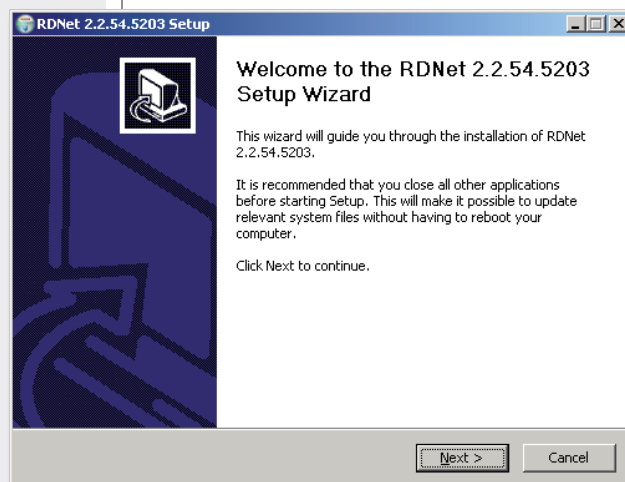 RDNet 2.2.54.5203 Setup
Welcome to the RDNet 2.2.54.5203
Setup Wizard
This wizard will guide you through the installation of RDNet
2.2.54.5203.
It is recommended that you close all other applications
before starting Setup. This will make it possible to update
relevant system files without having to reboot your
computer.
Click Next to continue.
Next >
Cancel